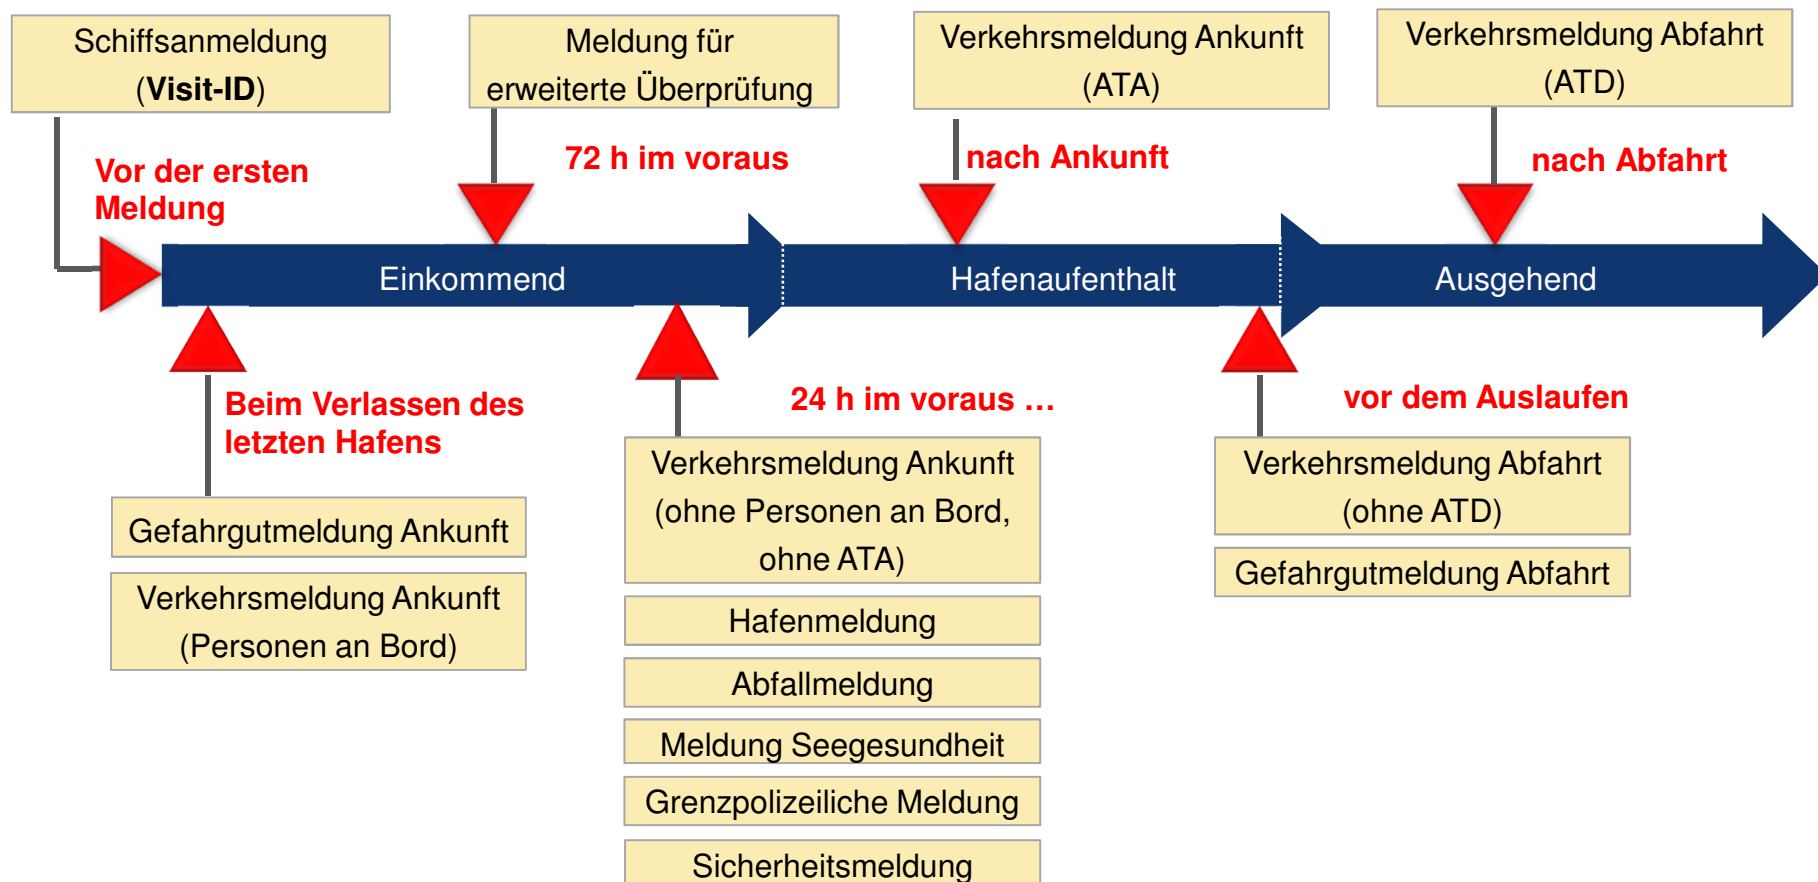 Schiffsanmeldung
(Visit-ID)
Meldung für
erweiterte Überprüfung
Verkehrsmeldung Ankunft
(ATA)
Verkehrsmeldung Abfahrt
(ATD)
Vor der ersten
Meldung
72 h im voraus
nach Ankunft
nach Abfahrt
Einkommend
Hafenaufenthalt
Ausgehend
Beim Verlassen des
letzten Hafens
24 h im voraus …
vor dem Auslaufen
Gefahrgutmeldung Ankunft
Verkehrsmeldung Ankunft
(Personen an Bord)
Verkehrsmeldung Ankunft
(ohne Personen an Bord,
ohne ATA)
Hafenmeldung
Abfallmeldung
Meldung Seegesundheit
Grenzpolizeiliche Meldung
Sicherheitsmeldung
Verkehrsmeldung Abfahrt
(ohne ATD)
Gefahrgutmeldung Abfahrt